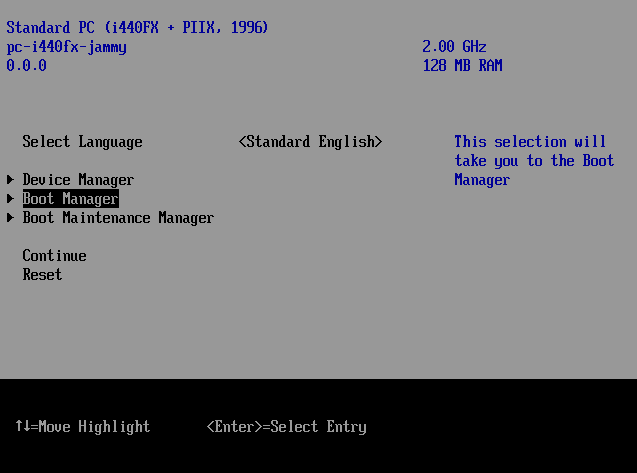 Standard PC (i440FX + PIIX, 1996)
pc-i440fx-jammy 2.00 GHz
0.0.0 128 MB RAM
Select Language <Standard English> This selection will
take you to the Boot
Device Manager Manager
Boot Manager
Boot Maintenance Manager
Continue
Reset
↑↓=Move Highlight <Enter>=Select Entry